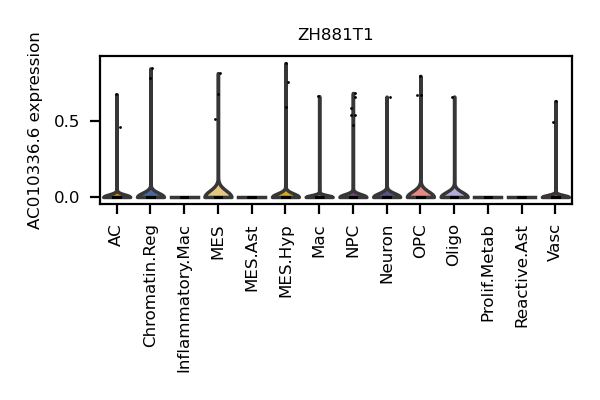 ZH881T1
AC010336.6 expression
0.5
0.0
AC
Chromatin.Reg
Inflammatory.Mac
MES
MES.Ast
MES.Hyp
Mac
NPC
Neuron
OPC
Oligo
Prolif.Metab
Reactive.Ast
Vasc